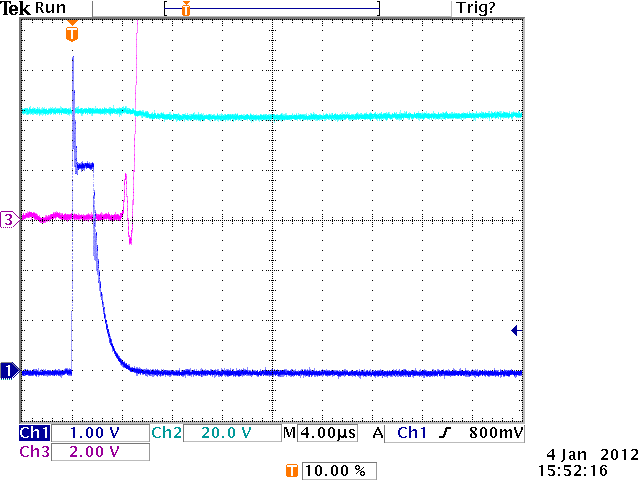 Tek Run Trig?
T
T
3
1
Ch1 1.00 V Ch2 20.0 V M 4.00µs A Ch1 800mV
Ch3 2.00 V
T 10.00 %
4 Jan 2012
15:52:16